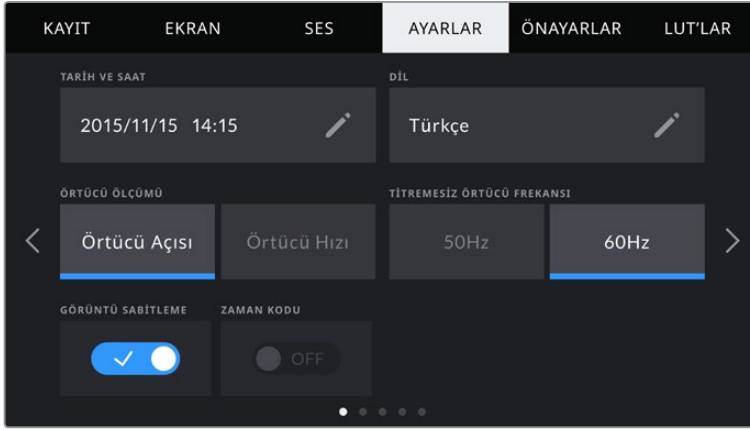 KAYIT EKRAN SES AYARLAR ÖNAYARLAR LUT'LAR
TARİH VE SAAT DİL
2015/11/15 14:15 Türkçe
ÖRTÜCÜ ÖLÇÜMÜ TİTREMESİZ ÖRTÜCÜ FREKANSI
Örtücü Açısı Örtücü Hızı 50Hz 60Hz
GÖRÜNTÜ SABİTLEME ZAMAN KODU
OFF